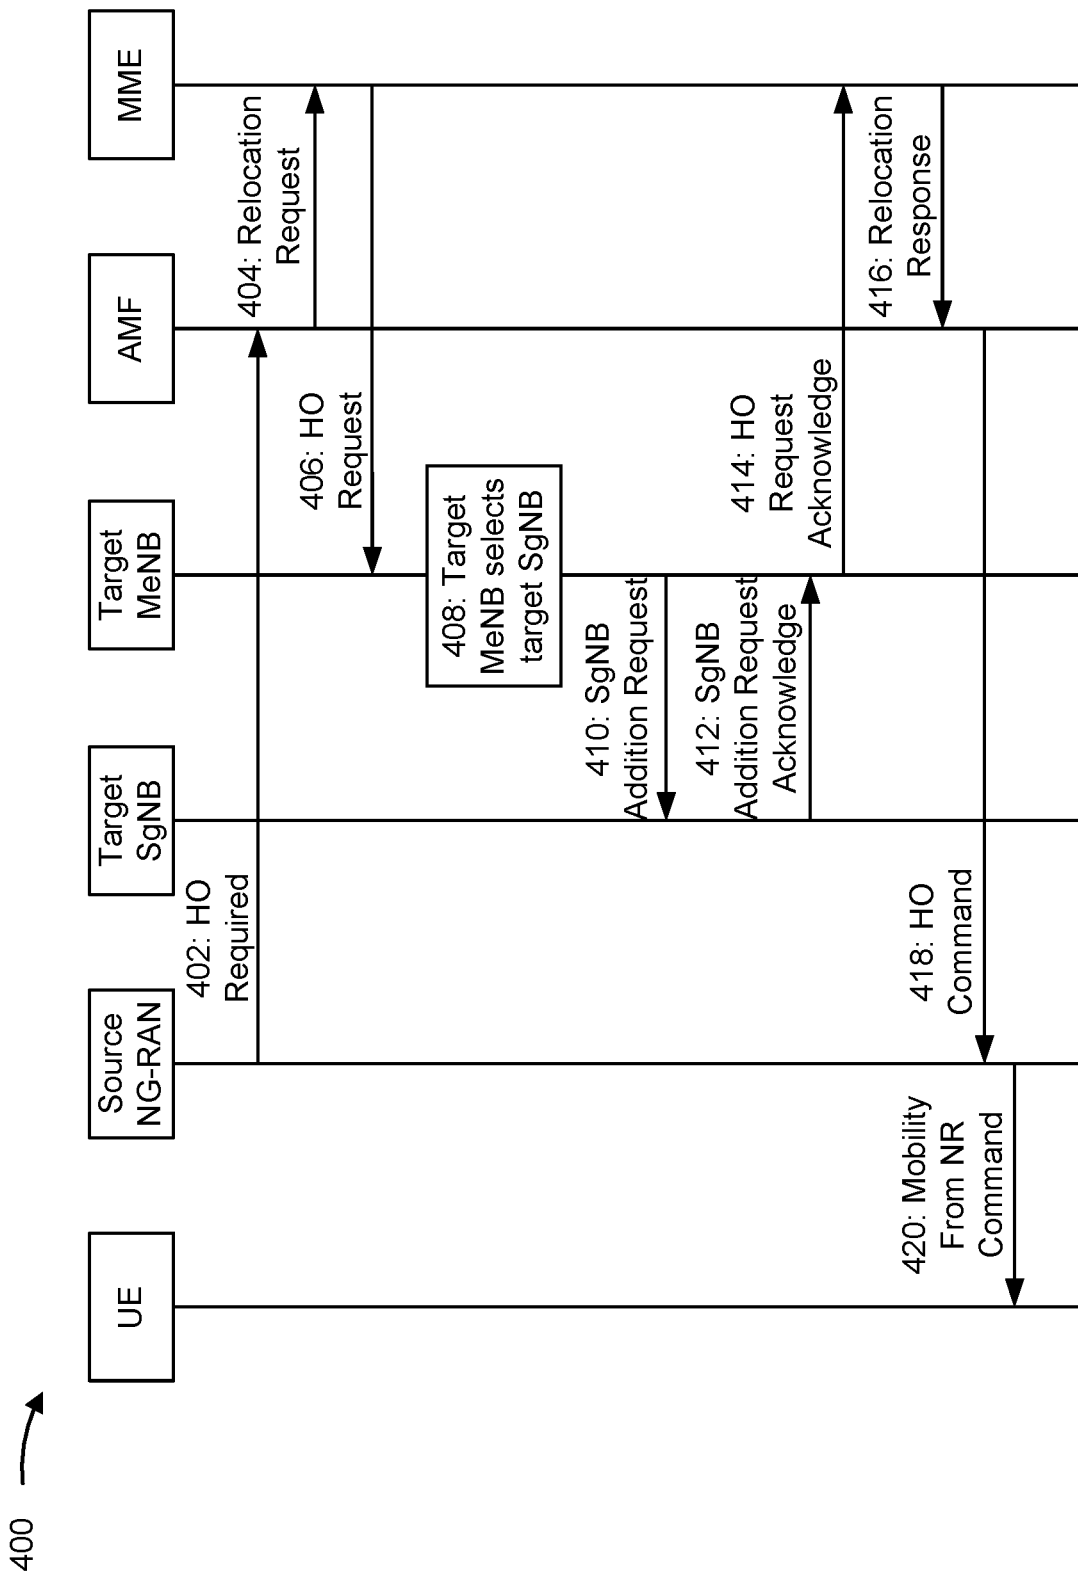 400
UE
Source
NG-RAN
Target
SgNB
Target
MeNB
AMF
MME
402: HO
Required
404: Relocation
Request
406: HO
Request
408: Target
MeNB selects
target SgNB
410: SgNB
Addition Request
412: SgNB
Addition Request
Acknowledge
414: HO
Request
Acknowledge
416: Relocation
Response
418: HO
Command
420: Mobility
From NR
Command